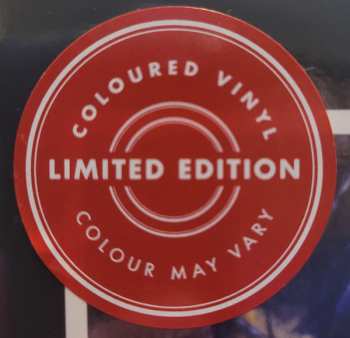 COLOURED VINYL
LIMITED EDITION
COLOUR MAY VARY